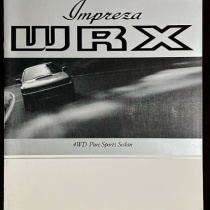 Impreza
WRX
4WD Pure Sports Sedan